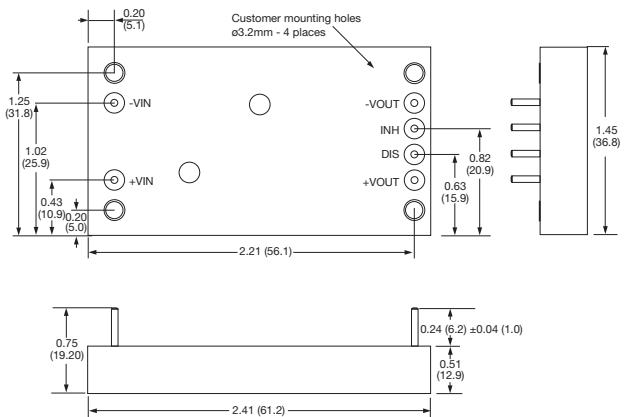 0.20
(5.1)
Customer mounting holes
ø3.2mm - 4 places
1.25
(31.8)
-VIN
-VOUT
1.02
(25.9)
INH
DIS
0.82
(20.9)
1.45
(36.8)
+VIN
+VOUT
0.43
(10.9)
0.63
(15.9)
0.20
(5.0)
2.21 (56.1)
0.75
(19.20)
0.24 (6.2) ±0.04 (1.0)
0.51
(12.9)
2.41 (61.2)